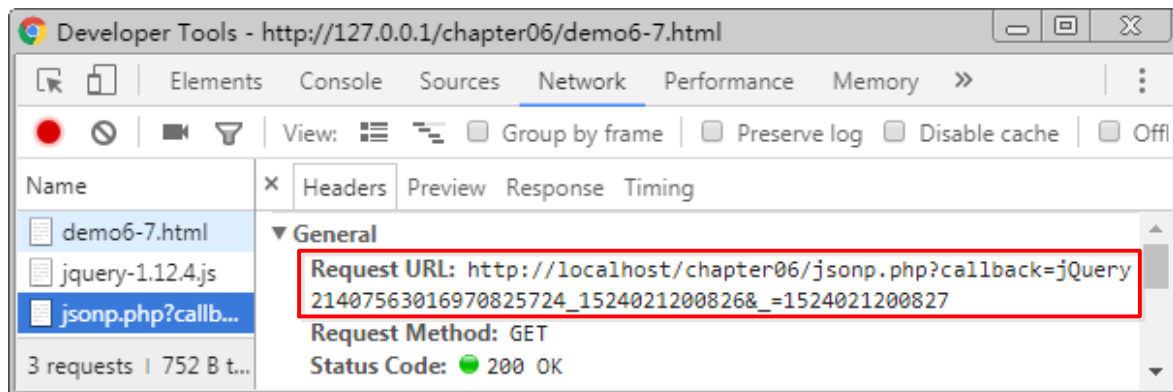 Developer Tools - http://127.0.0.1/chapter06/demo6-7.html
Elements Console Sources Network Performance Memory »
View: Group by frame Preserve log Disable cache Offl
Name × Headers Preview Response Timing
demo6-7.html
jquery-1.12.4.js
jsonp.php?callb...
3 requests 752 B t...
▼ General
Request URL: http://localhost/chapter06/jsonp.php?callback=jQuery
21407563016970825724_1524021200826&_=1524021200827
Request Method: GET
Status Code: 200 OK